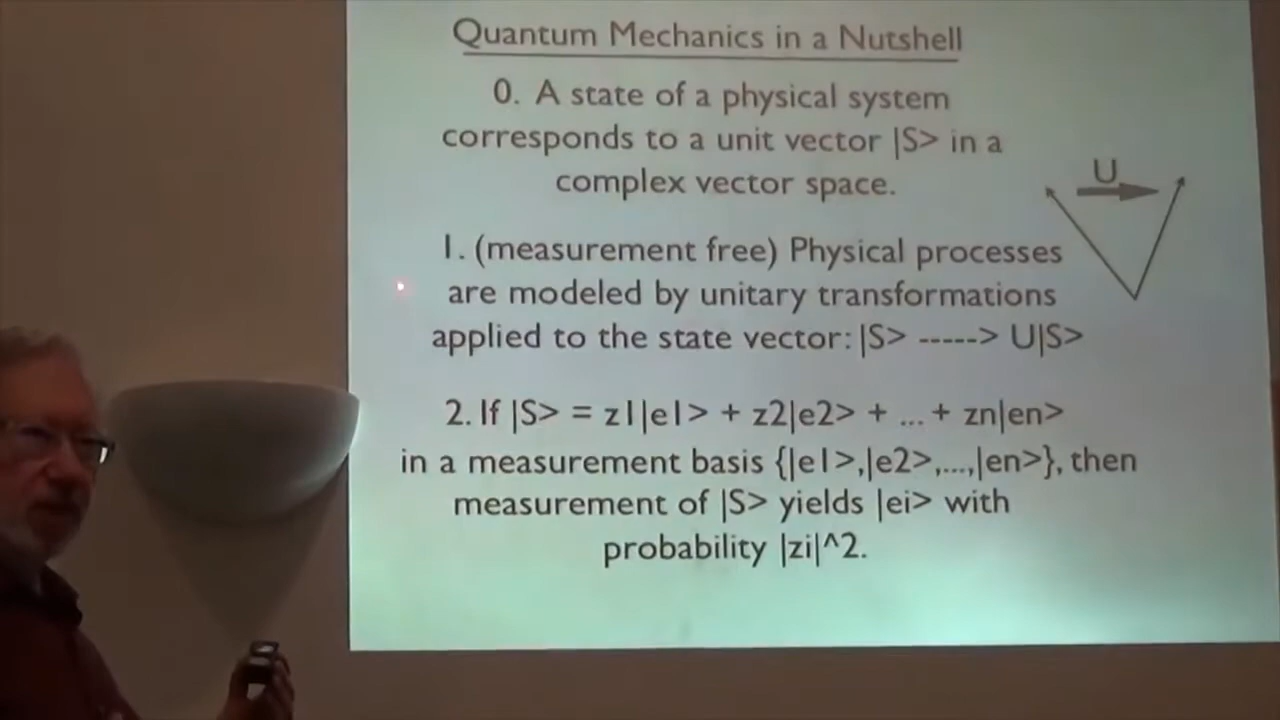 Quantum Mechanics in a Nutshell
0. A state of a physical system
corresponds to a unit vector |S> in a
complex vector space.
U
1. (measurement free) Physical processes
are modeled by unitary transformations
applied to the state vector: |S> -----> U|S>
2. If |S> = z1|e1> + z2|e2> + ... + zn|en>
in a measurement basis {|e1>,|e2>,...,|en>}, then
measurement of |S> yields |ei> with
probability |zi|^2.